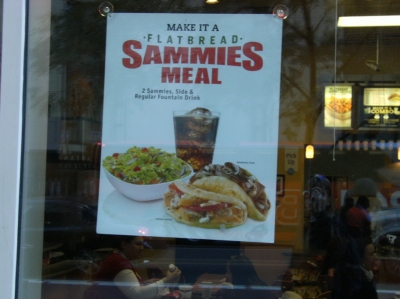 MAKE IT A
·FLATBREAD·
SAMMIES
MEAL
2 Sammies, Side &
Regular Fountain Drink